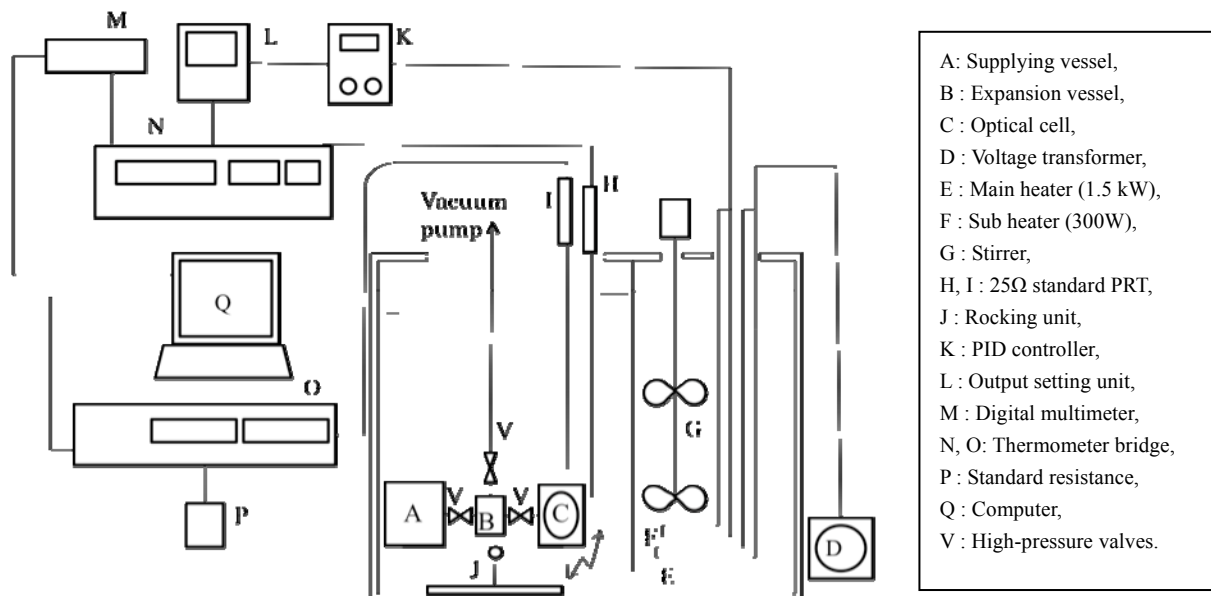 M
L
K
N
Vacuum
pump
I
H
Q
O
V
G
A
V
B
V
C
P
J
F
E
D
A: Supplying vessel,
B : Expansion vessel,
C : Optical cell,
D : Voltage transformer,
E : Main heater (1.5 kW),
F : Sub heater (300W),
G : Stirrer,
H, I : 25Ω standard PRT,
J : Rocking unit,
K : PID controller,
L : Output setting unit,
M : Digital multimeter,
N, O: Thermometer bridge,
P : Standard resistance,
Q : Computer,
V : High-pressure valves.